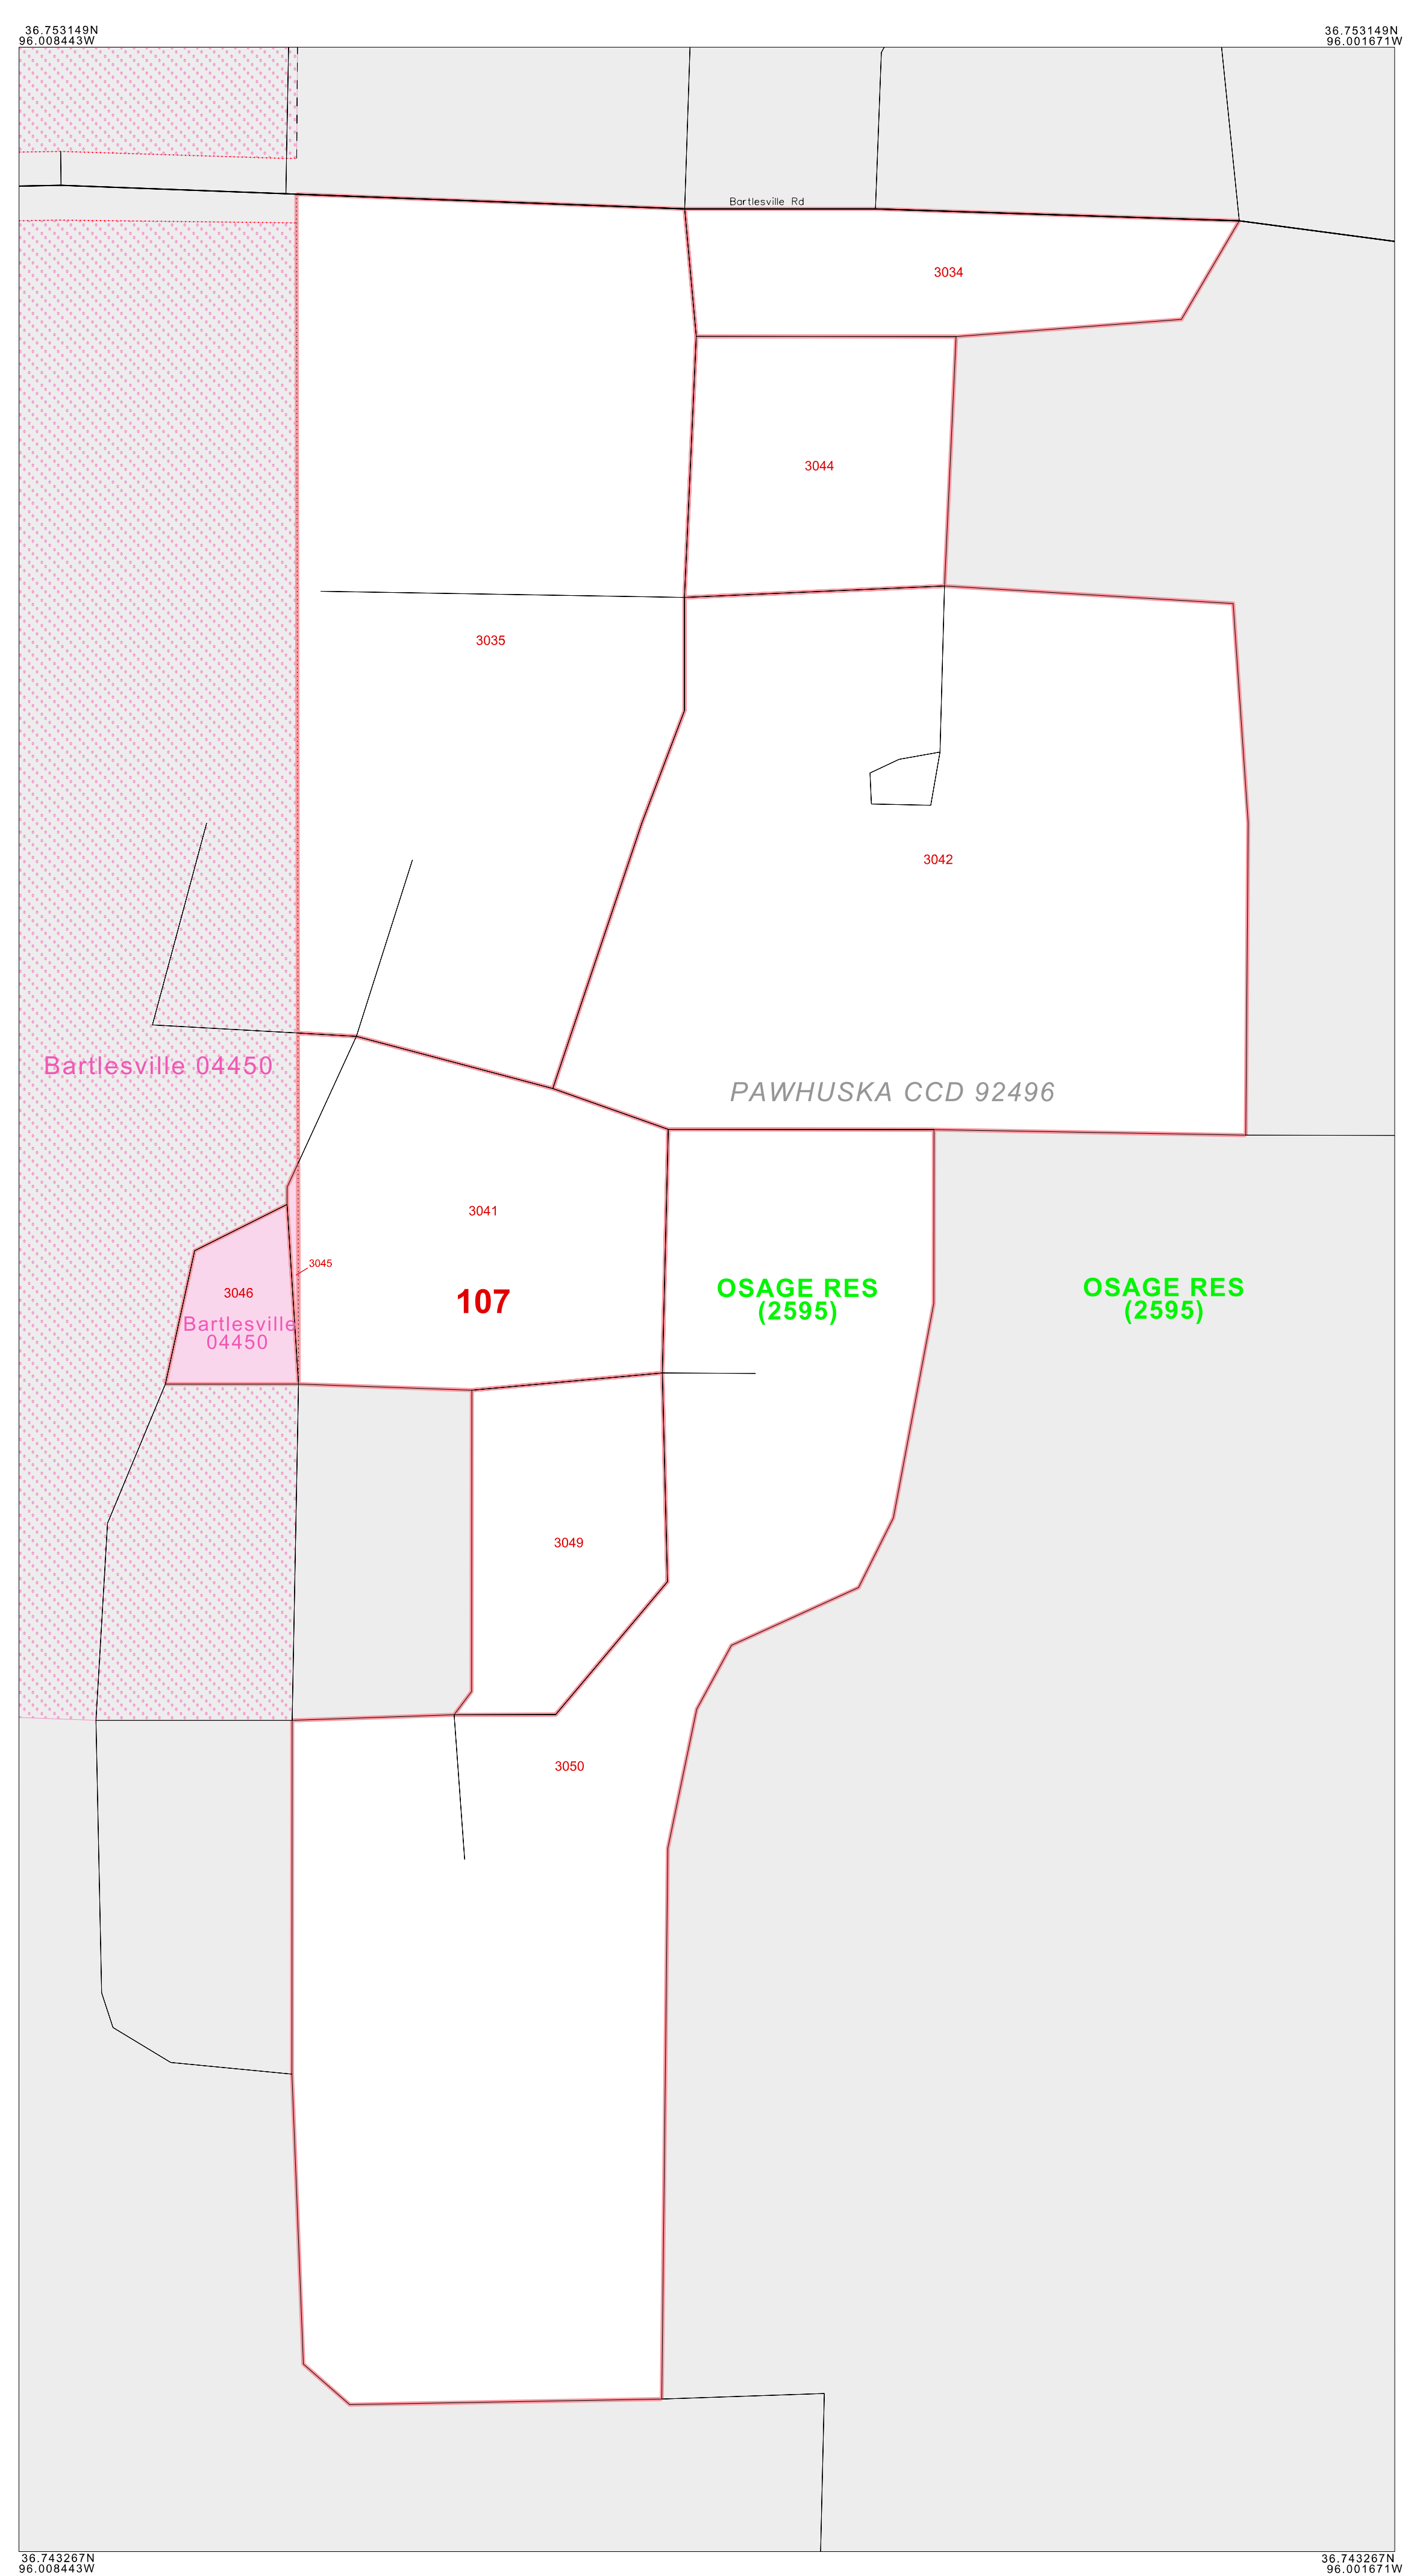 36.753149N
96.008443W
36.753149N
96.001671W
Bartlesville Rd
3034
3044
3035
3042
Bartlesville 04450
PAWHUSKA CCD 92496
3041
3045
3046
107
OSAGE RES
(2595)
OSAGE RES
(2595)
Bartlesville
04450
3049
3050
36.743267N
96.008443W
36.743267N
96.001671W